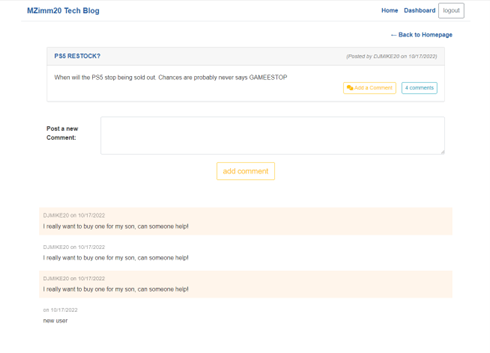 MZimm20 Tech Blog
Home Dashboard logout
← Back to Homepage
PS5 RESTOCK? (Posted by DJMIKE20 on 10/17/2022)
When will the PS5 stop being sold out. Chances are probably never says GAMEESTOP
Add a Comment 4 comments
Post a new
Comment:
add comment
DJMIKE20 on 10/17/2022
I really want to buy one for my son, can someone help!
DJMIKE20 on 10/17/2022
I really want to buy one for my son, can someone help!
DJMIKE20 on 10/17/2022
I really want to buy one for my son, can someone help!
on 10/17/2022
new user